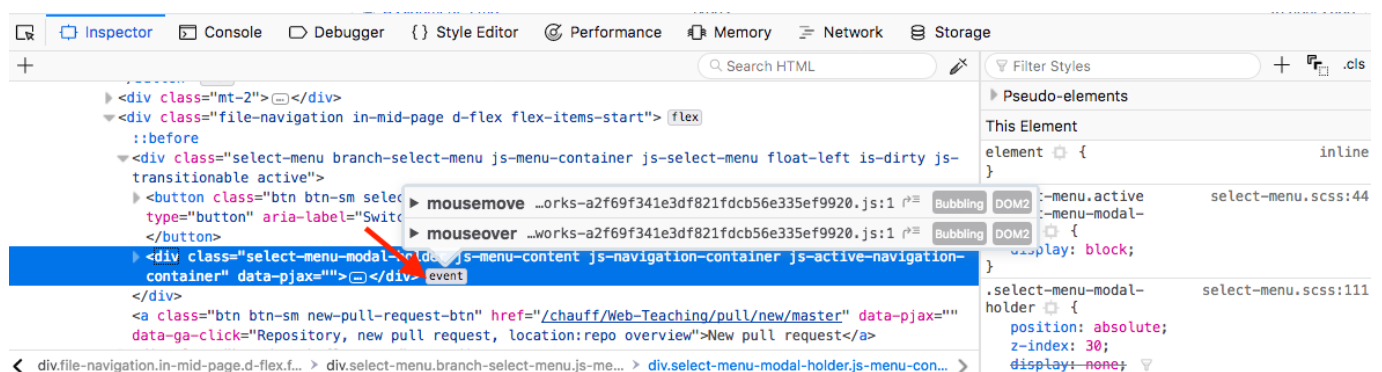 Inspector Console Debugger {} Style Editor Performance Memory Network Storage
+ Search HTML
Filter Styles + .cls
<div class="mt-2"></div>
<div class="file-navigation in-mid-page d-flex flex-items-start"> flex
::before
<div class="select-menu branch-select-menu js-menu-container js-select-menu float-left is-dirty js-
transitionable active">
<button class="btn btn-sm selec
type="button" aria-label="Switc
</button>
<div class="select-menu-modal-holder js-menu-content js-navigation-container js-active-navigation-
container" data-pjax=""></div> event
</div>
<a class="btn btn-sm new-pull-request-btn" href="/chauff/Web-Teaching/pull/new/master" data-pjax=""
data-ga-click="Repository, new pull request, location:repo overview">New pull request</a>
mousemove …orks-a2f69f341e3df821fdcb56e335ef9920.js:1 Bubbling DOM2
mouseover …works-a2f69f341e3df821fdcb56e335ef9920.js:1 Bubbling DOM2
div.file-navigation.in-mid-page.d-flex.f... > div.select-menu.branch-select-menu.js-me... > div.select-menu-modal-holder.js-menu-con...
Pseudo-elements
This Element
element { inline
}
-menu.active select-menu.scss:44
-menu-modal-
{
display: block;
}
.select-menu-modal- select-menu.scss:111
holder {
position: absolute;
z-index: 30;
display: none;